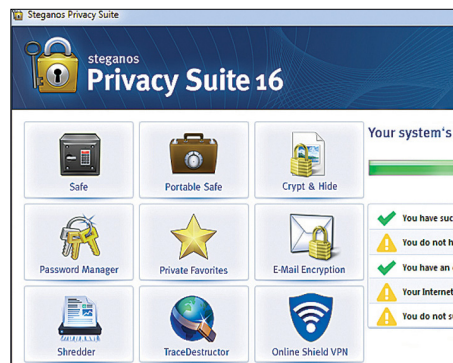 Steganos Privacy Suite
steganos
Privacy Suite 16
Safe
Portable Safe
Crypt & Hide
Password Manager
Private Favorites
E-Mail Encryption
Shredder
TraceDestructor
Online Shield VPN
Your system's
You have suc
You do not h
You have an
Your Internet
You do not s